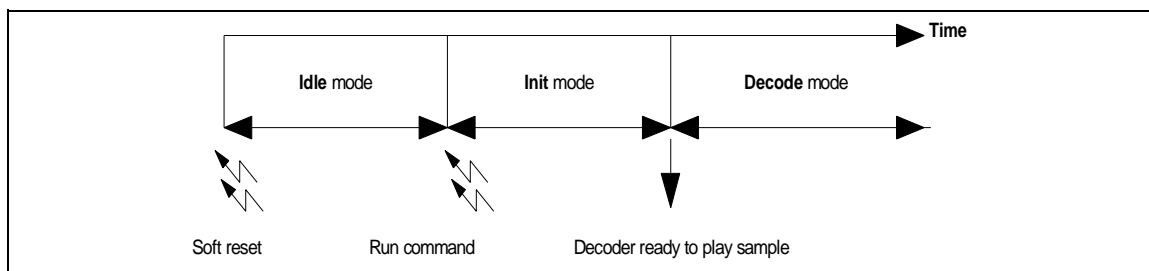 Time
Idle mode
Init mode
Decode mode
Soft reset
Run command
Decoder ready to play sample